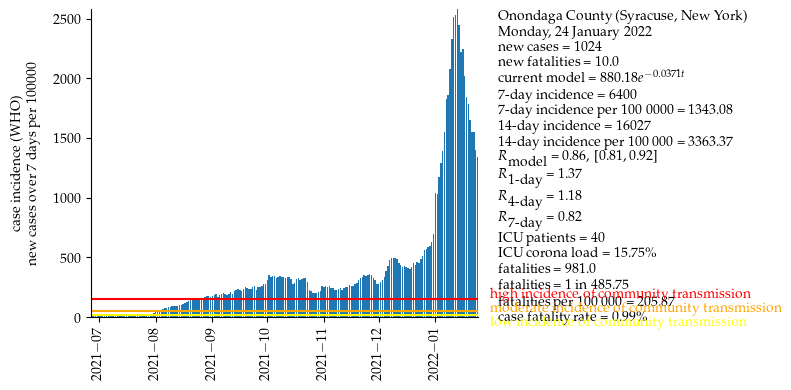 2500
2000
1500
1000
500
0
case incidence (WHO)
new cases over 7 days per 100000
2021−07
2021−08
2021−09
2021−10
2021−11
2021−12
2022−01
Onondaga County (Syracuse, New York)
Monday, 24 January 2022
new cases = 1024
new fatalities = 10.0
current model = 880.18e^−0.0371t
7-day incidence = 6400
7-day incidence per 100 0000 = 1343.08
14-day incidence = 16027
14-day incidence per 100 000 = 3363.37
R_model = 0.86, [0.81, 0.92]
R_1-day = 1.37
R_4-day = 1.18
R_7-day = 0.82
ICU patients = 40
ICU corona load = 15.75%
fatalities = 981.0
fatalities = 1 in 485.75
high incidence of community transmission
fatalities per 100 000 = 205.87
moderate incidence of community transmission
case fatality rate = 0.99%
low incidence of community transmission